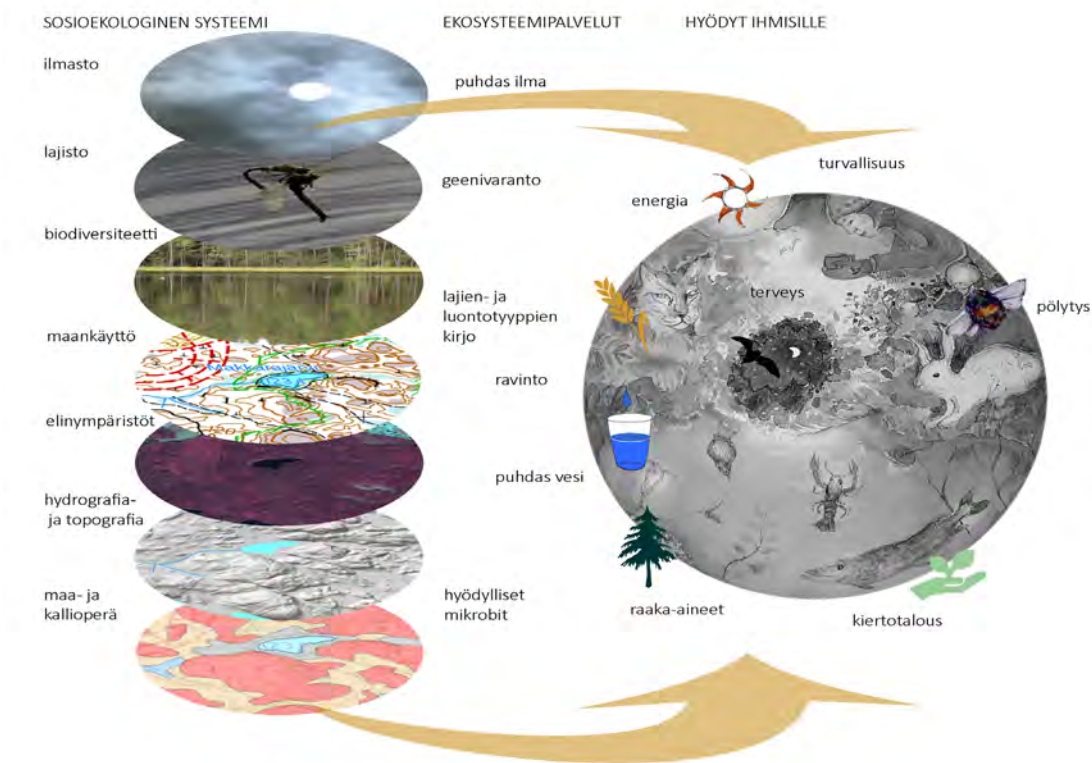 SOSIOEKOLOGINEN SYSTEEMI
EKOSYSTEEMIPALVELUT
HYÖDYT IHMISILLE
ilmasto
lajisto
biodiversiteetti
maankäyttö
elinympäristöt
hydrografia-
ja topografia
maa- ja
kallioperä
puhdas ilma
geenivaranto
lajien- ja
luontotyyppien
kirjo
ravinto
puhdas vesi
hyödylliset
mikrobit
turvallisuus
energia
terveys
pölytys
raaka-aineet
kiertotalous